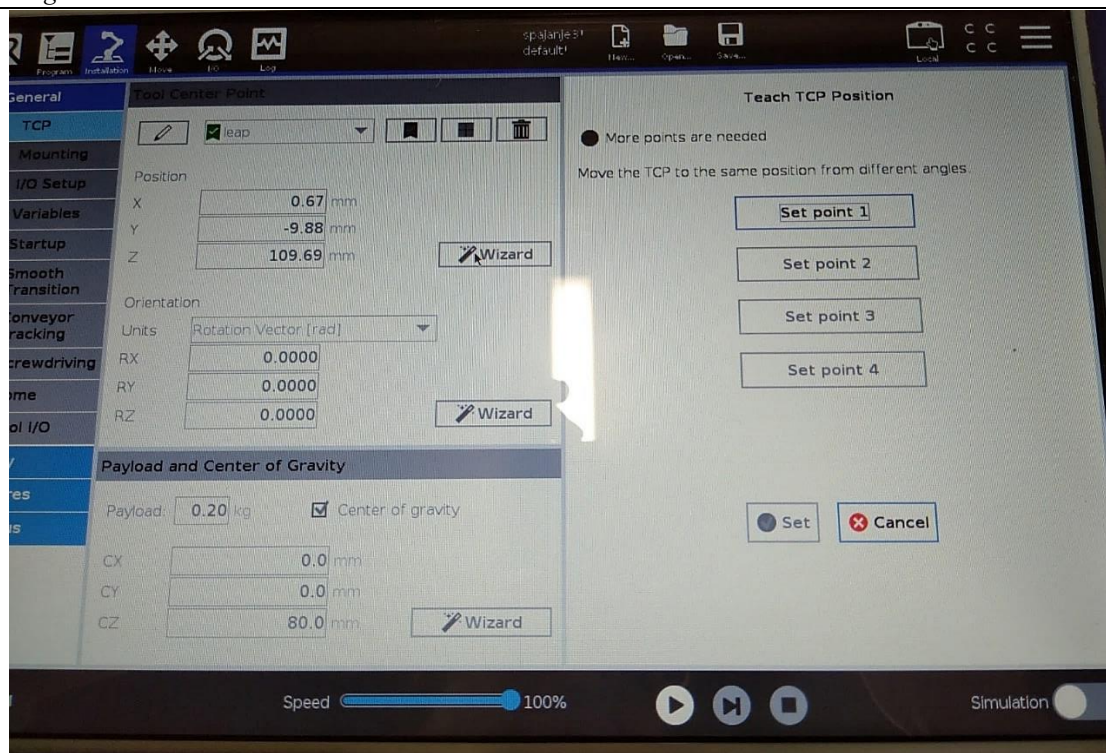 Program Installation Move I/O Log
spajanje3*
default*
New... Open... Save...
Local
C C
C C
General
TCP
Mounting
I/O Setup
Variables
Startup
Smooth
Transition
Conveyor
Tracking
Screwdriving
ome
ol I/O
res
us
Tool Center Point
leap
Position
X 0.67 mm
Y -9.88 mm
Z 109.69 mm
Wizard
Orientation
Units Rotation Vector [rad]
RX 0.0000
RY 0.0000
RZ 0.0000
Wizard
Payload and Center of Gravity
Payload: 0.20 kg Center of gravity
CX 0.0 mm
CY 0.0 mm
CZ 80.0 mm
Wizard
Teach TCP Position
More points are needed
Move the TCP to the same position from different angles.
Set point 1
Set point 2
Set point 3
Set point 4
Set Cancel
Speed 100%
Simulation